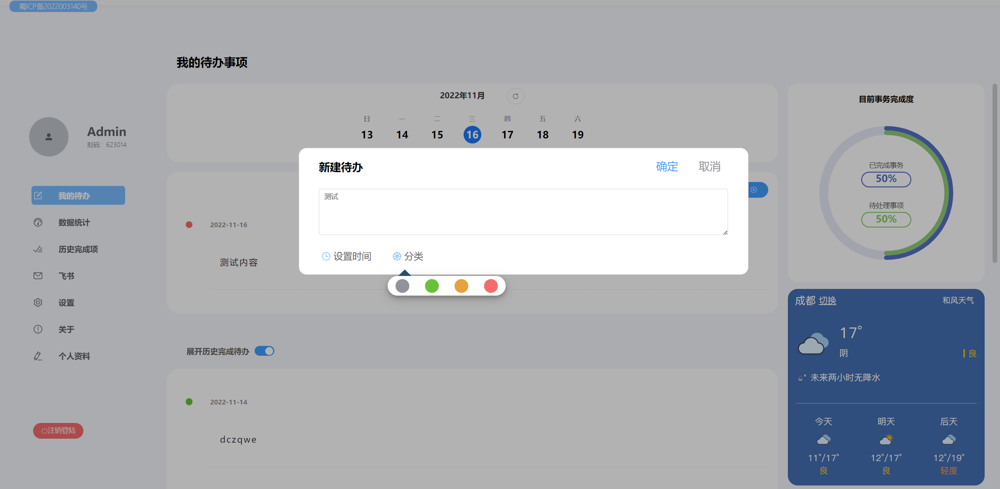 蜀ICP备2022003140号
我的待办事项
Admin
刻码：623014
我的待办
数据统计
历史完成项
飞书
设置
关于
个人资料
注销登陆
2022年11月
日 一 二 三 四 五 六
13 14 15 16 17 18 19
新建待办
确定 取消
测试
设置时间 分类
2022-11-16
测试内容
展开历史完成待办
2022-11-14
dczqwe
目前事务完成度
已完成事务
50%
待处理事项
50%
成都 切换 和风天气
17°
阴 良
未来两小时无降水
今天 明天 后天
11°/17° 12°/17° 12°/19°
良 良 轻度